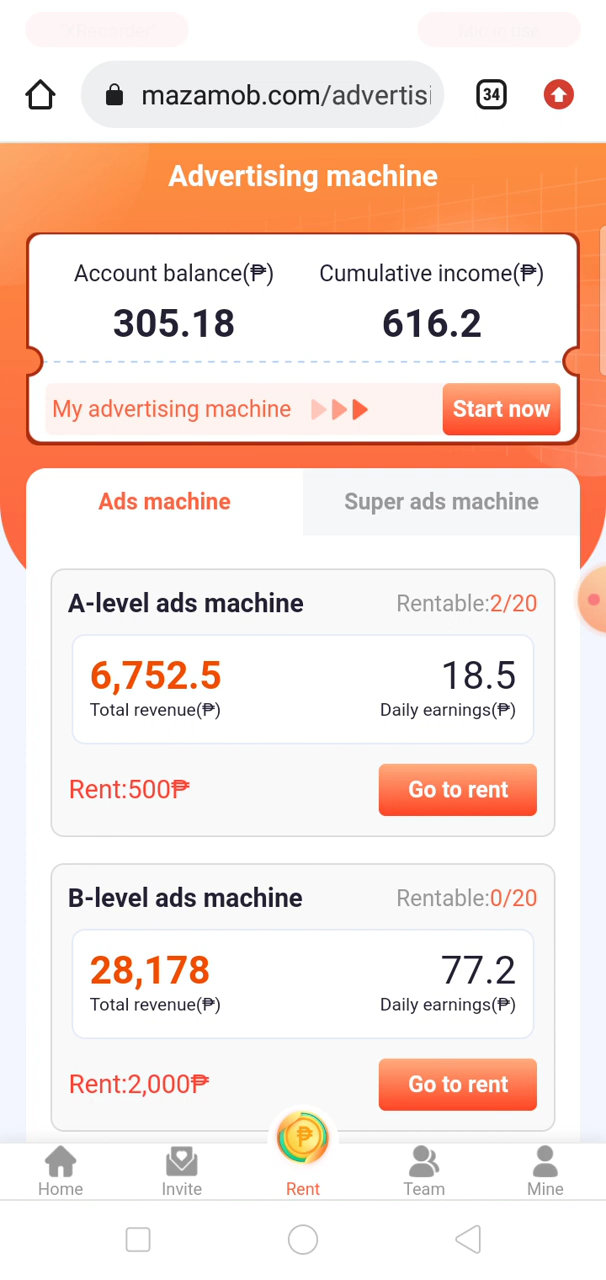 34
mazamob.com/advertisi
Advertising machine
Account balance(₱)
Cumulative income(₱)
305.18
616.2
My advertising machine
Start now
Ads machine
Super ads machine
A-level ads machine
Rentable:2/20
6,752.5
18.5
Total revenue(₱)
Daily earnings(₱)
Rent:500₱
Go to rent
B-level ads machine
Rentable:0/20
28,178
77.2
Total revenue(₱)
Daily earnings(₱)
Rent:2,000₱
Go to rent
₱
Home
Invite
Rent
Team
Mine